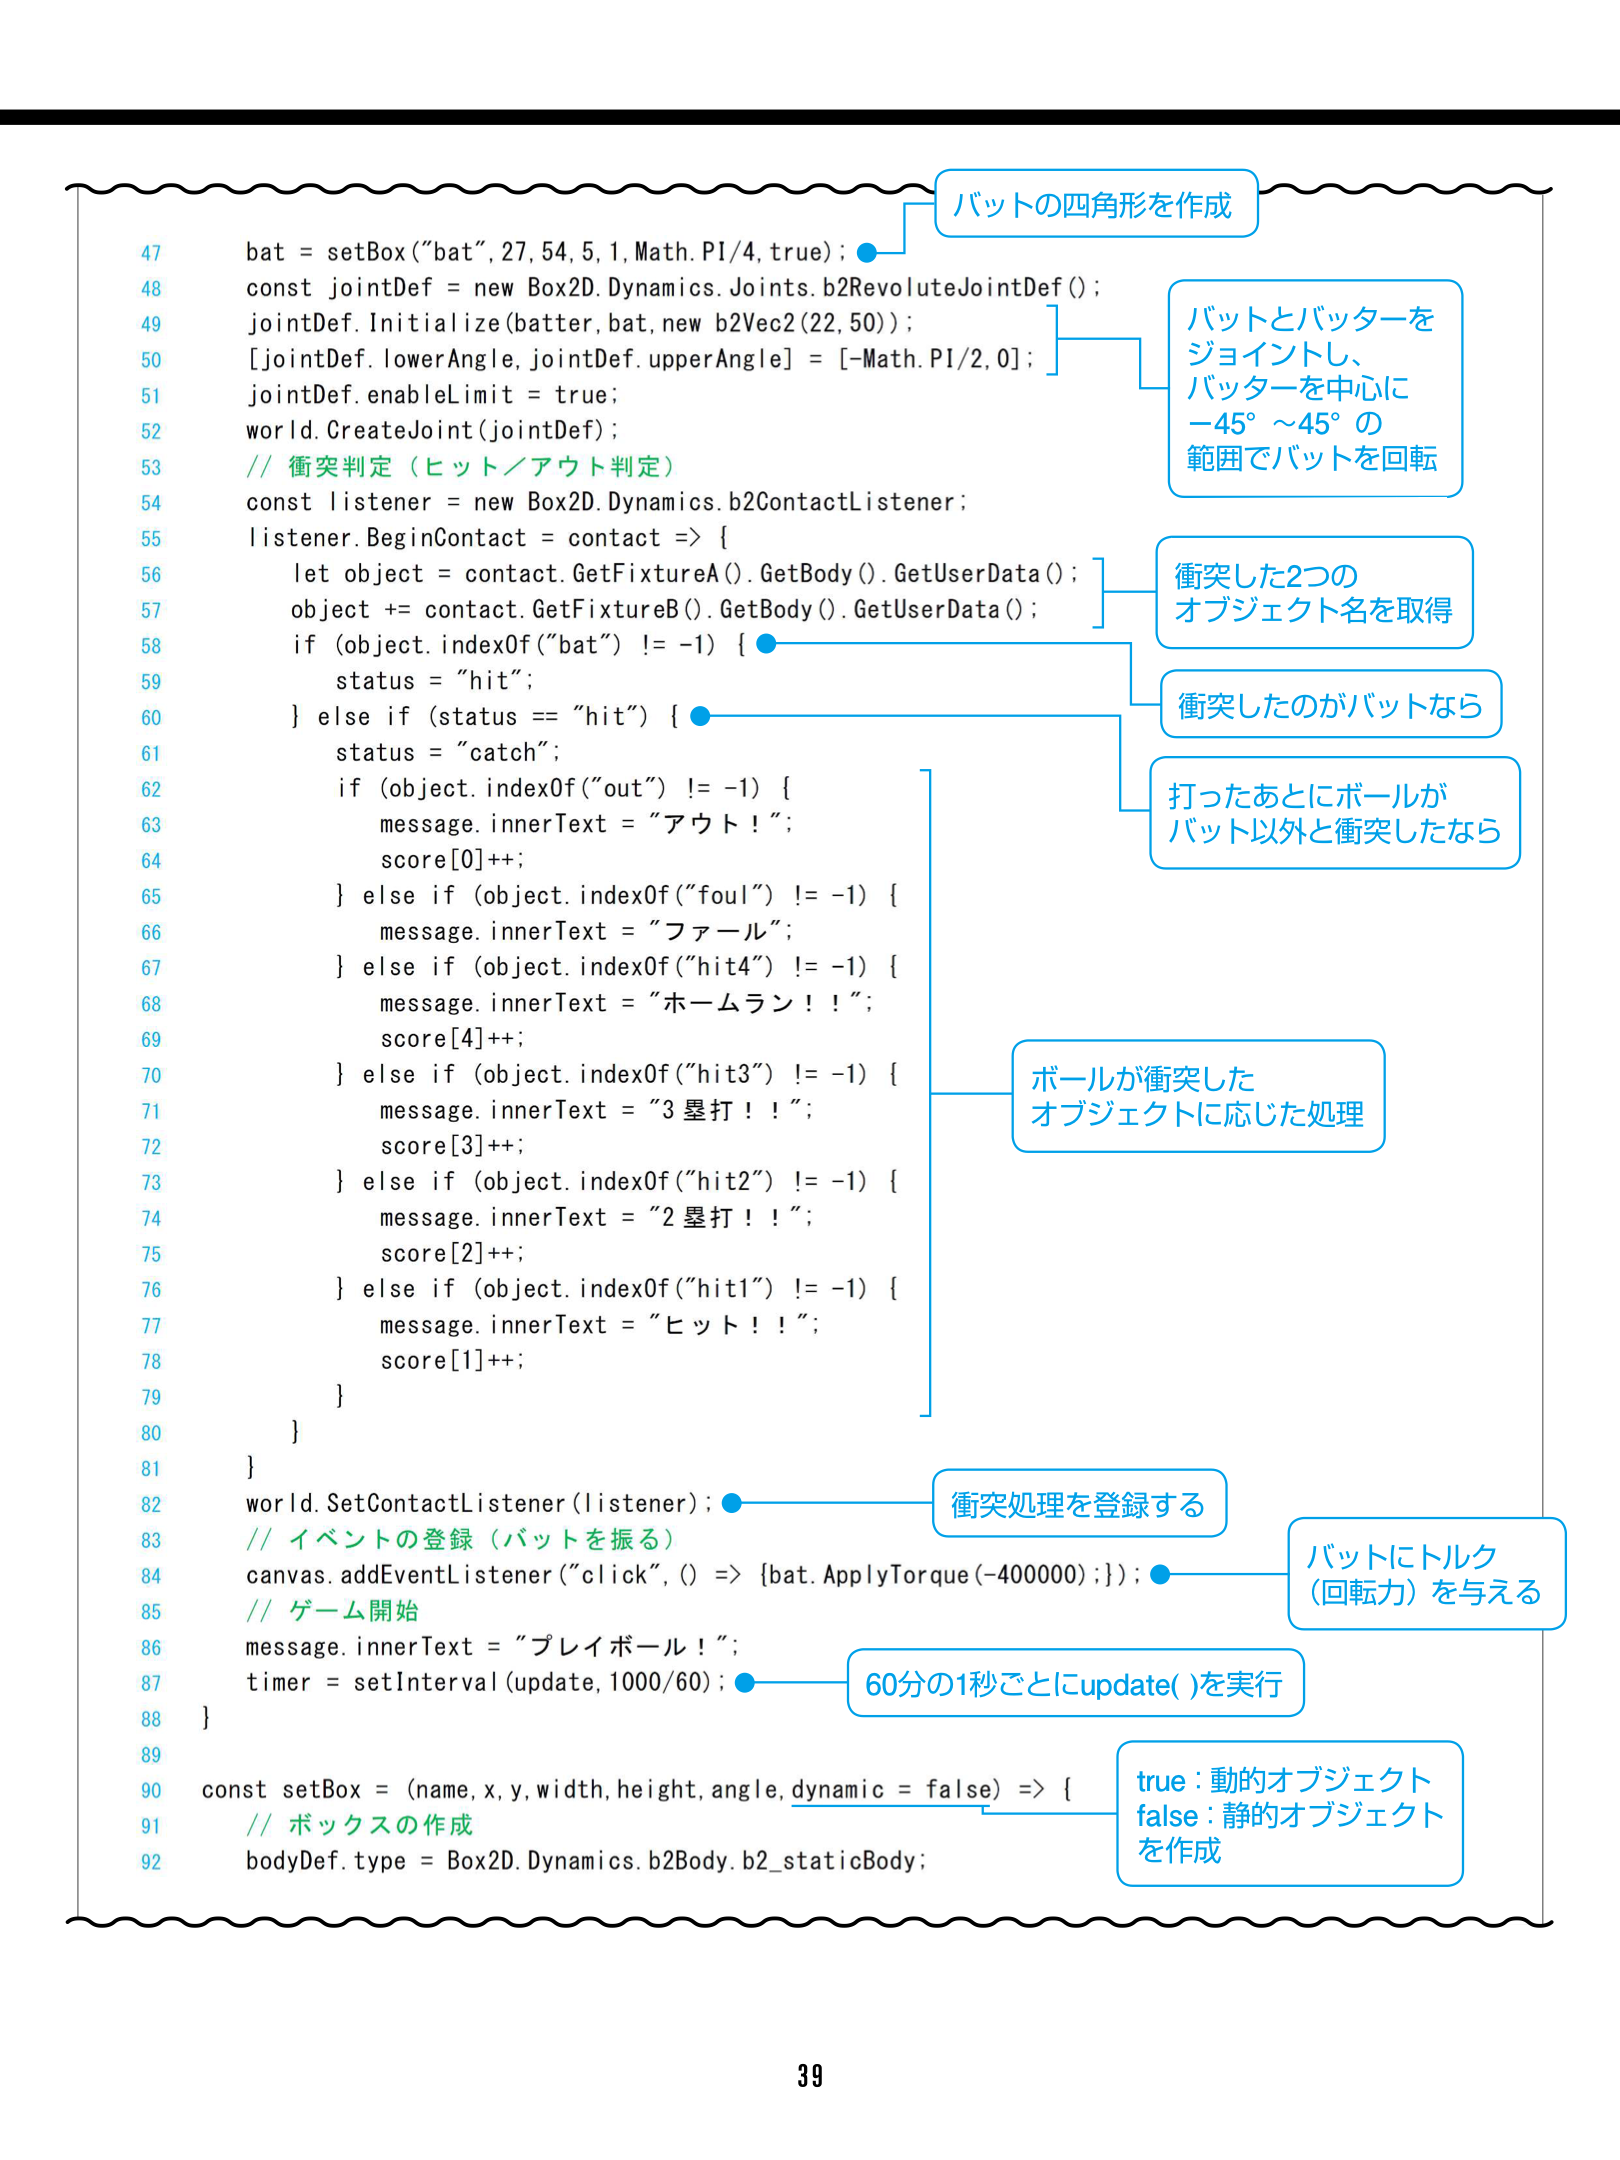 バットの四角形を作成
47 bat = setBox("bat",27,54,5,1,Math.PI/4,true);
48 const jointDef = new Box2D.Dynamics.Joints.b2RevoluteJointDef();
49 jointDef.Initialize(batter,bat,new b2Vec2(22,50));
50 [jointDef.lowerAngle,jointDef.upperAngle] = [-Math.PI/2,0];
51 jointDef.enableLimit = true;
52 world.CreateJoint(jointDef);
バットとバッターを
ジョイントし、
バッターを中心に
−45°～45°の
範囲でバットを回転
53 // 衝突判定（ヒット／アウト判定）
54 const listener = new Box2D.Dynamics.b2ContactListener;
55 listener.BeginContact = contact => {
56 let object = contact.GetFixtureA().GetBody().GetUserData();
57 object += contact.GetFixtureB().GetBody().GetUserData();
衝突した2つの
オブジェクト名を取得
58 if (object.indexOf("bat") != -1) {
衝突したのがバットなら
59 status = "hit";
60 } else if (status == "hit") {
打ったあとにボールが
バット以外と衝突したなら
61 status = "catch";
62 if (object.indexOf("out") != -1) {
63 message.innerText = "アウト！";
64 score[0]++;
65 } else if (object.indexOf("foul") != -1) {
66 message.innerText = "ファール";
67 } else if (object.indexOf("hit4") != -1) {
68 message.innerText = "ホームラン！！";
69 score[4]++;
70 } else if (object.indexOf("hit3") != -1) {
71 message.innerText = "3塁打！！";
72 score[3]++;
73 } else if (object.indexOf("hit2") != -1) {
74 message.innerText = "2塁打！！";
75 score[2]++;
76 } else if (object.indexOf("hit1") != -1) {
77 message.innerText = "ヒット！！";
78 score[1]++;
79 }
ボールが衝突した
オブジェクトに応じた処理
80 }
81 }
82 world.SetContactListener(listener);
衝突処理を登録する
83 // イベントの登録（バットを振る）
84 canvas.addEventListener("click",() => {bat.ApplyTorque(-400000);});
バットにトルク
（回転力）を与える
85 // ゲーム開始
86 message.innerText = "プレイボール！";
87 timer = setInterval(update,1000/60);
60分の1秒ごとにupdate( )を実行
88 }
89
90 const setBox = (name,x,y,width,height,angle,dynamic = false) => {
true：動的オブジェクト
false：静的オブジェクト
を作成
91 // ボックスの作成
92 bodyDef.type = Box2D.Dynamics.b2Body.b2_staticBody;
39